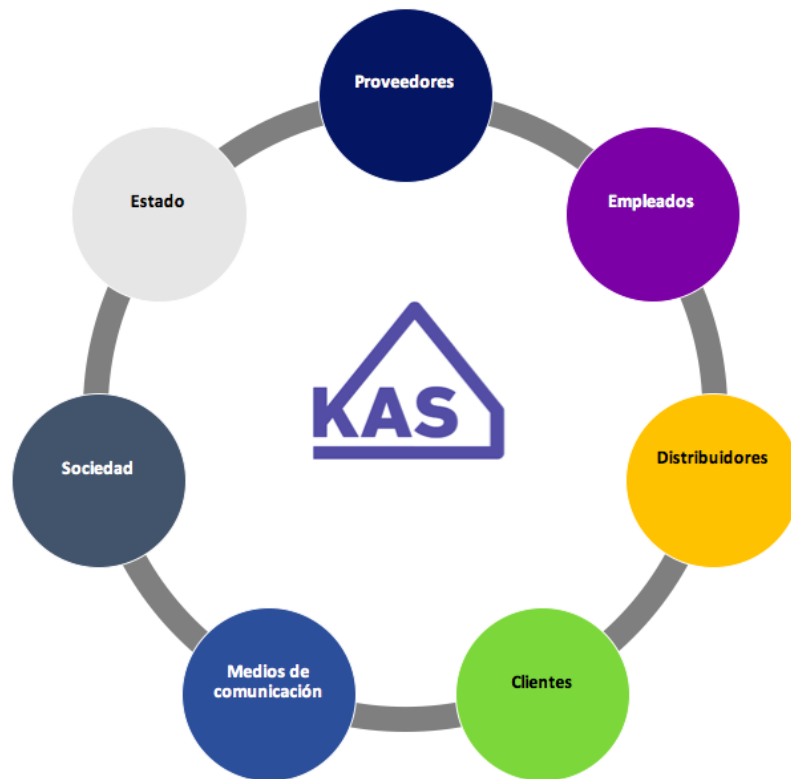 Proveedores
Estado
Empleados
KAS
Sociedad
Distribuidores
Medios de
comunicación
Clientes